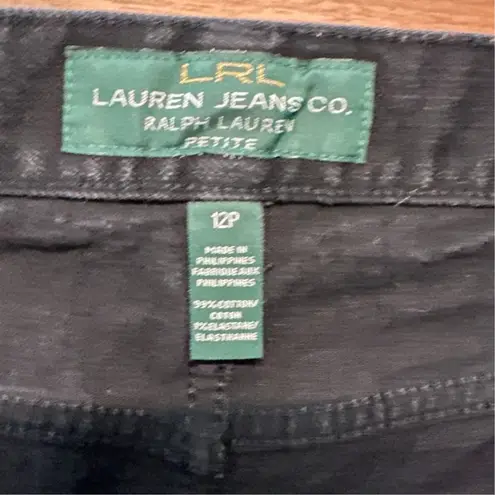 LRL
LAUREN JEANS CO.
RALPH LAUREN
PETITE
12P
MADE IN
PHILIPPINES
FABRIQUE AUX
PHILIPPINES
99% COTTON/
COTON
1% ELASTANE/
ELASTHANNE